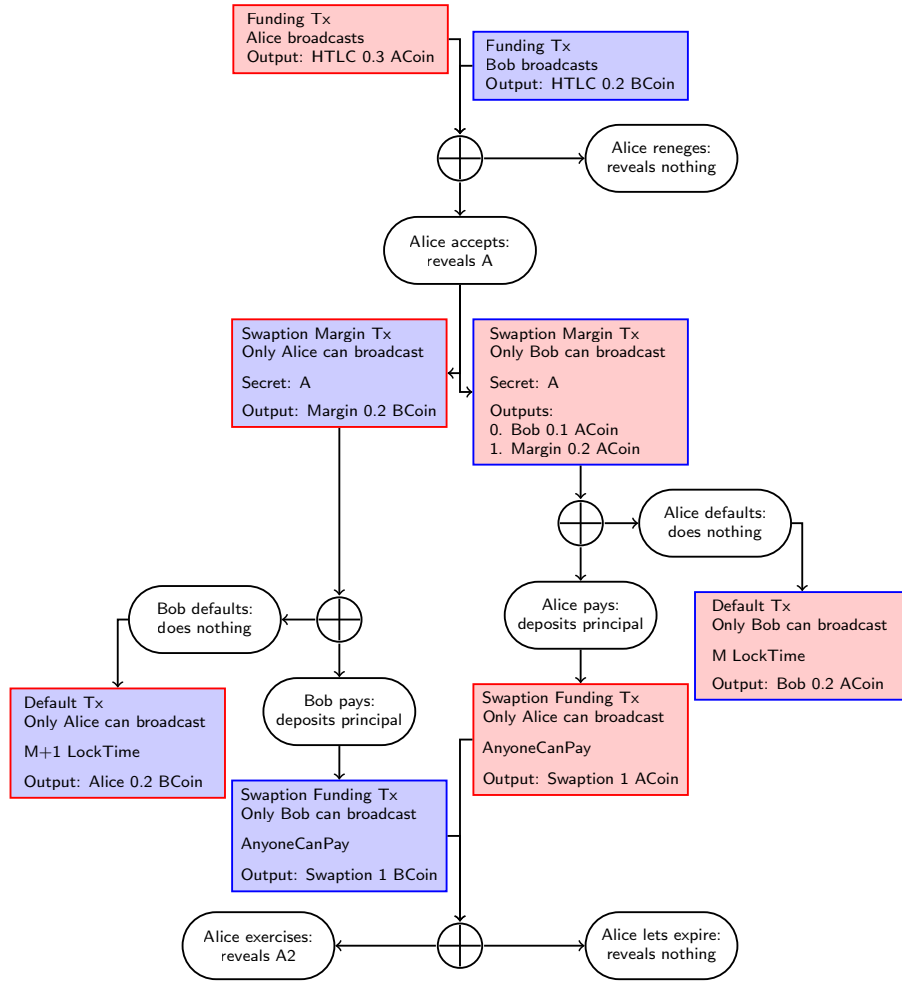 Funding Tx
Alice broadcasts
Output: HTLC 0.3 ACoin
Funding Tx
Bob broadcasts
Output: HTLC 0.2 BCoin
Alice reneges:
reveals nothing
Alice accepts:
reveals A
Swaption Margin Tx
Only Alice can broadcast
Secret: A
Output: Margin 0.2 BCoin
Swaption Margin Tx
Only Bob can broadcast
Secret: A
Outputs:
0. Bob 0.1 ACoin
1. Margin 0.2 ACoin
Alice defaults:
does nothing
Bob defaults:
does nothing
Alice pays:
deposits principal
Default Tx
Only Bob can broadcast
M LockTime
Output: Bob 0.2 ACoin
Default Tx
Only Alice can broadcast
M+1 LockTime
Output: Alice 0.2 BCoin
Bob pays:
deposits principal
Swaption Funding Tx
Only Alice can broadcast
AnyoneCanPay
Output: Swaption 1 ACoin
Swaption Funding Tx
Only Bob can broadcast
AnyoneCanPay
Output: Swaption 1 BCoin
Alice exercises:
reveals A2
Alice lets expire:
reveals nothing